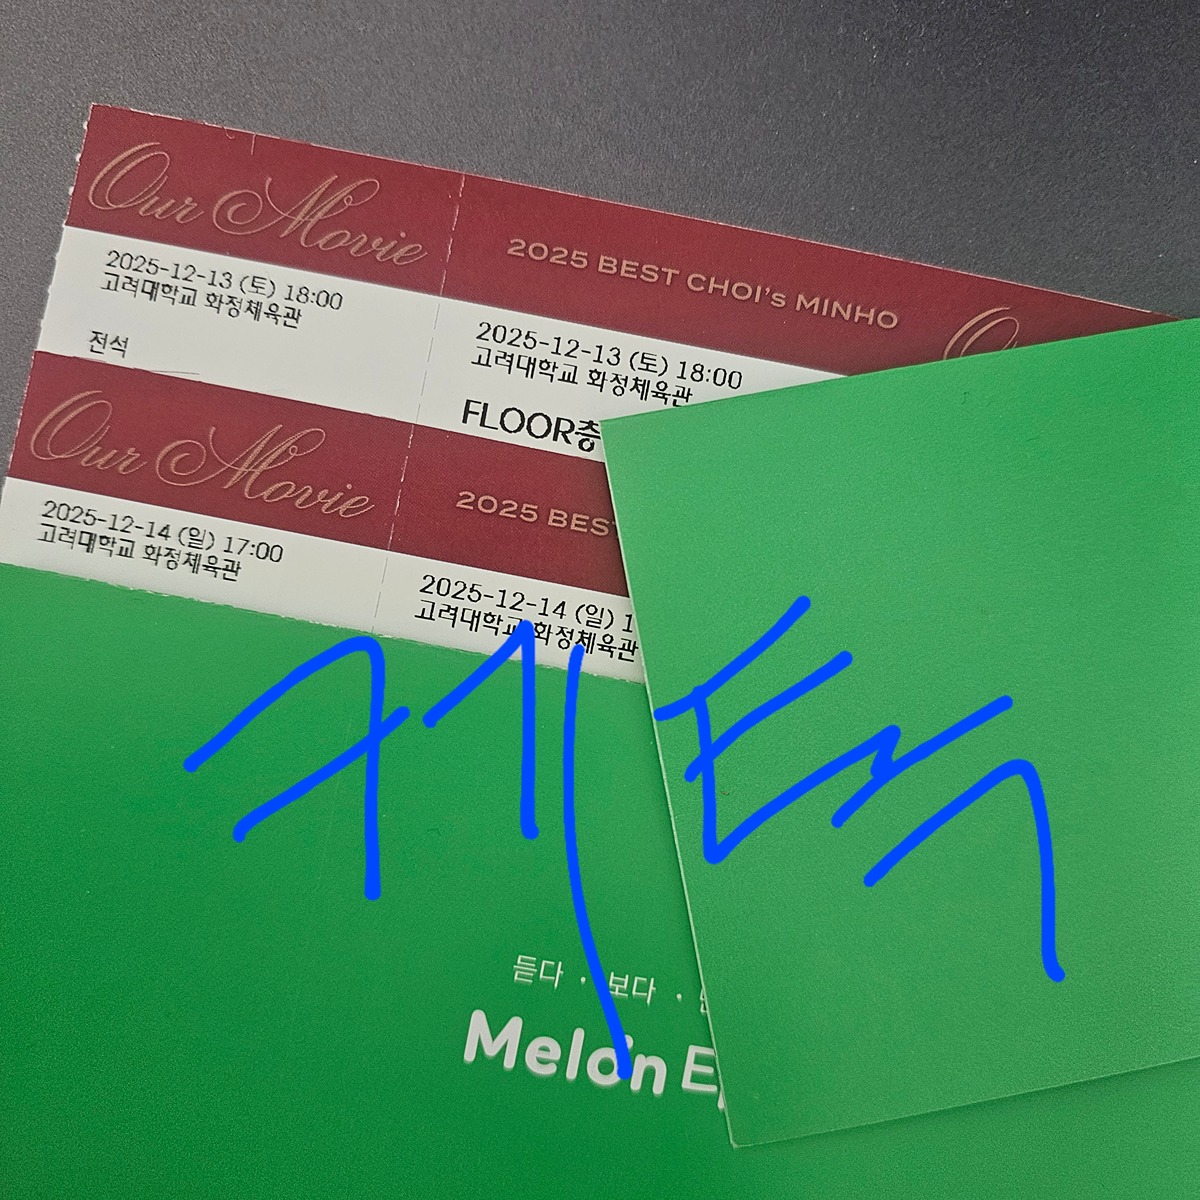 Our Movie
2025 BEST CHOI's MINHO
2025-12-13 (토) 18:00
고려대학교 화정체육관
전석
2025-12-13 (토) 18:00
고려대학교 화정체육관
FLOOR층
Our Movie
2025 BEST
2025-12-14 (일) 17:00
고려대학교 화정체육관
2025-12-14 (일) 1
고려대학교 화정체육관
케톡
듣다 · 보다 ·
Melon